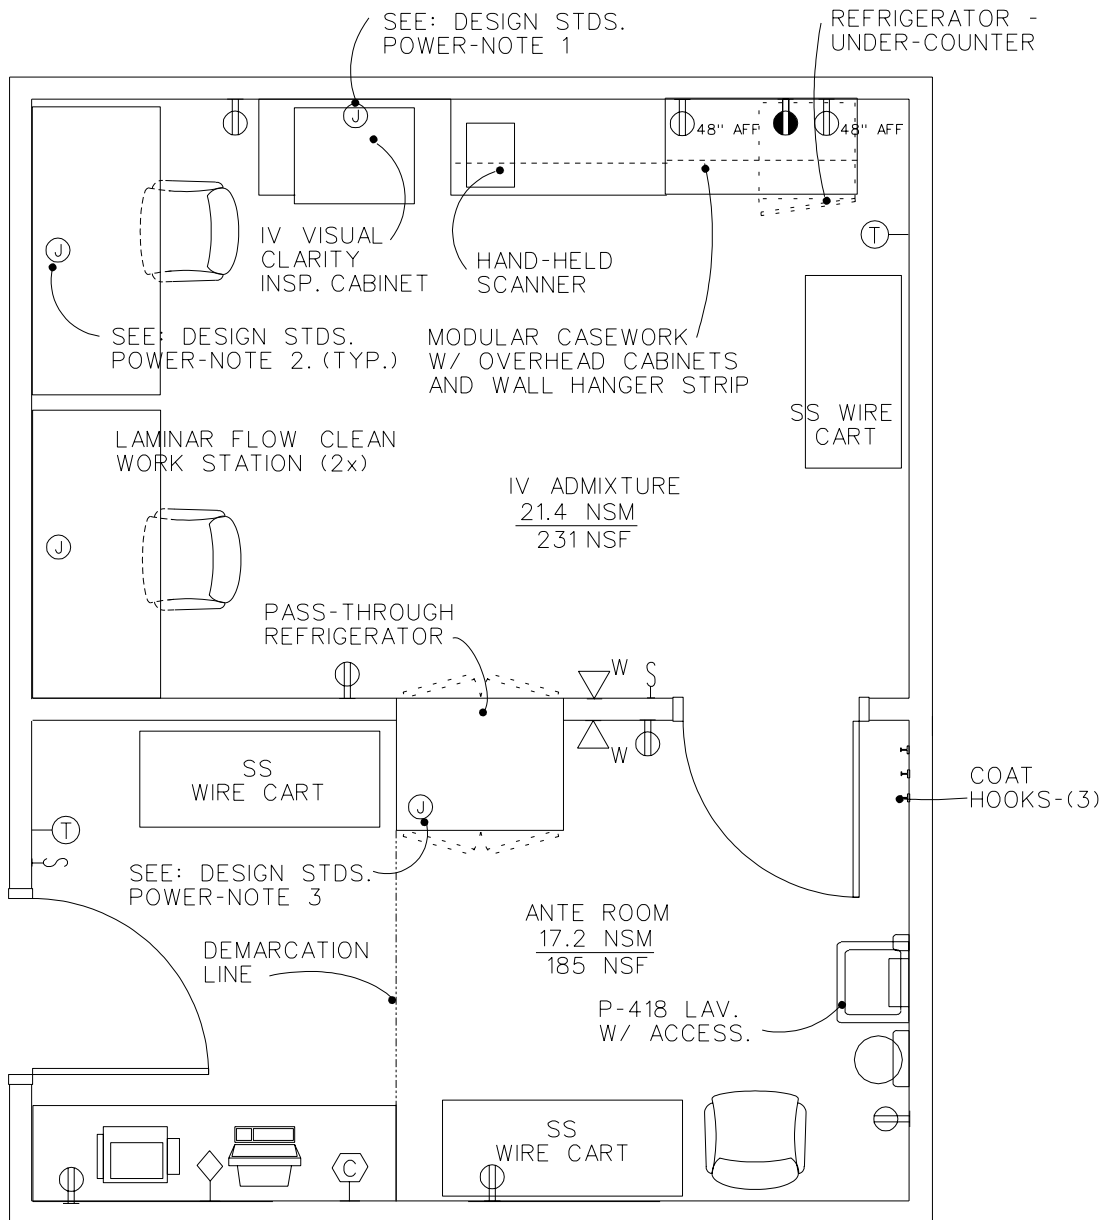 SEE: DESIGN STDS.
POWER-NOTE 1
REFRIGERATOR -
UNDER-COUNTER
J
48" AFF
48" AFF
T
J
IV VISUAL
CLARITY
INSP. CABINET
HAND-HELD
SCANNER
SEE: DESIGN STDS.
POWER-NOTE 2. (TYP.)
MODULAR CASEWORK
W/ OVERHEAD CABINETS
AND WALL HANGER STRIP
SS WIRE
CART
LAMINAR FLOW CLEAN
WORK STATION (2x)
IV ADMIXTURE
21.4 NSM
231 NSF
J
PASS-THROUGH
REFRIGERATOR
W
S
W
SS
WIRE CART
COAT
HOOKS-(3)
J
T
S
SEE: DESIGN STDS.
POWER-NOTE 3
ANTE ROOM
17.2 NSM
185 NSF
DEMARCATION
LINE
P-418 LAV.
W/ ACCESS.
SS
WIRE CART
C